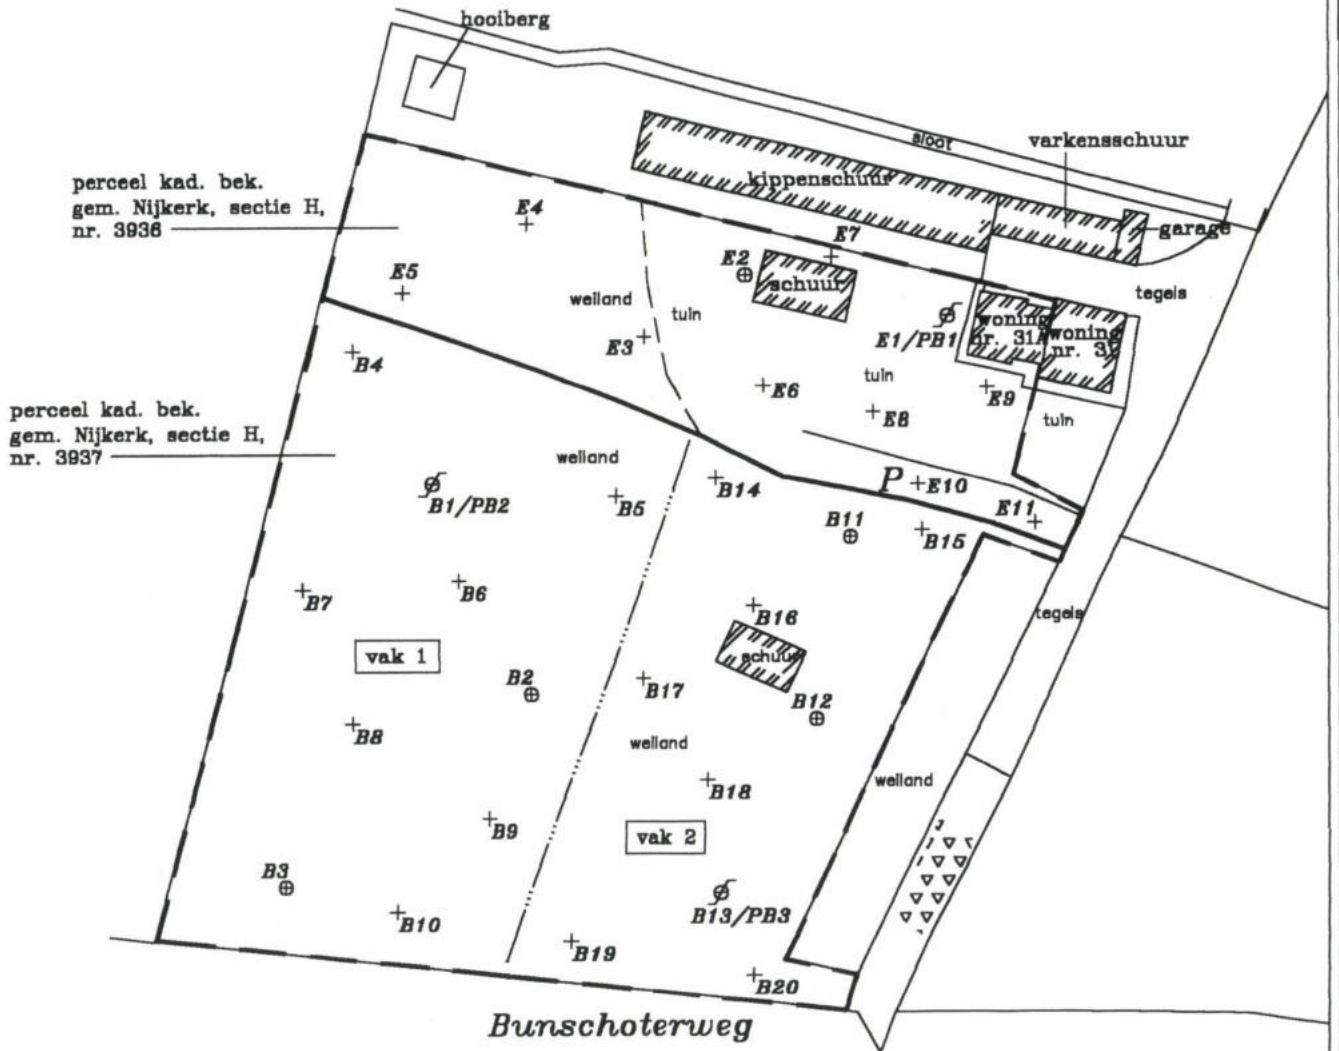 hooiberg
sloot
varkensschuur
kippenschuur
garage
perceel kad. bek.
gem. Nijkerk, sectie H,
nr. 3936
E4
E7
E2
schuur
E5
weiland
tuin
tegels
E1/PB1
woning
nr. 31A
woning
nr. 31
E3
B4
E6
tuin
E9
E8
tuin
perceel kad. bek.
gem. Nijkerk, sectie H,
nr. 3937
weiland
B14
P
E10
B1/PB2
B5
B11
E11
B15
B7
B6
B16
tegels
vak 1
schuur
B2
B17
B12
B8
weiland
B18
weiland
B9
vak 2
B3
B13/PB3
B10
B19
B20
Bunschoterweg